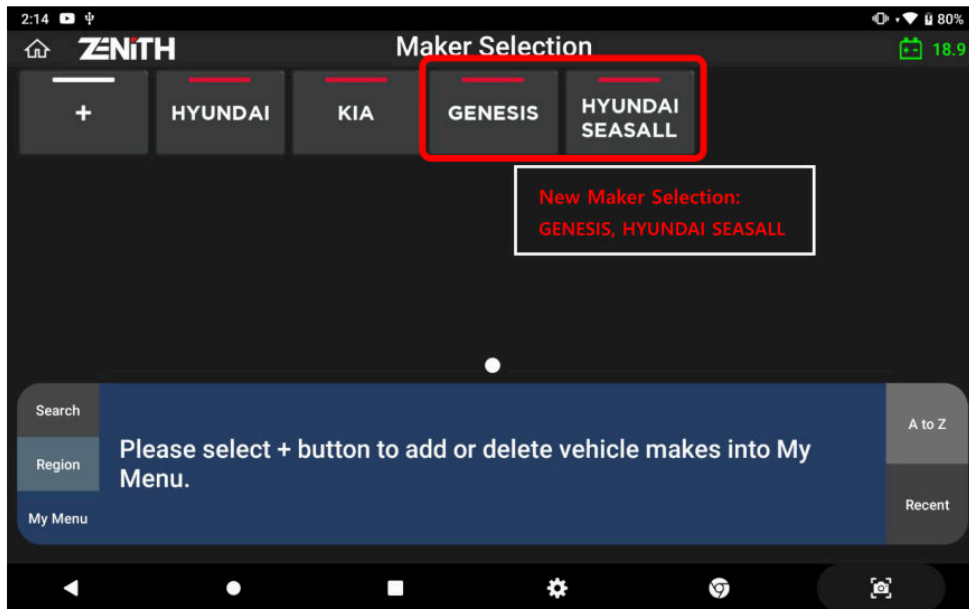 2:14 80%
ZENiTH Maker Selection 18.9
+ HYUNDAI KIA GENESIS HYUNDAI
SEASALL
New Maker Selection:
GENESIS, HYUNDAI SEASALL
Search
Region
My Menu
Please select + button to add or delete vehicle makes into My
Menu.
A to Z
Recent